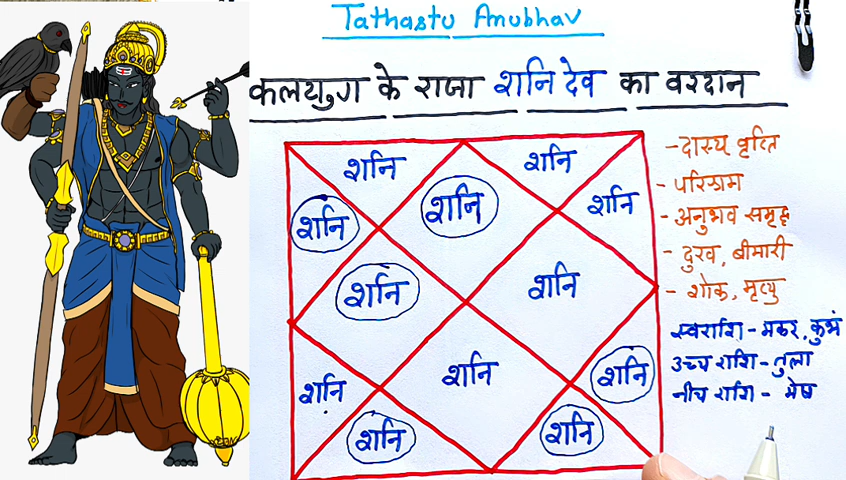 Tathastu Anubhav
कलयुग के राजा शनि देव का वरदान
शनि शनि
शनि शनि शनि
शनि शनि
शनि शनि शनि
शनि शनि
- दास्य वृति
- परिश्रम
- अनुभव समृह
- दुख, बीमारी
- शोक, मृत्यु
स्वराशि - मकर, कुभं
उच्च राशि - तुला
नीच राशि - मेष